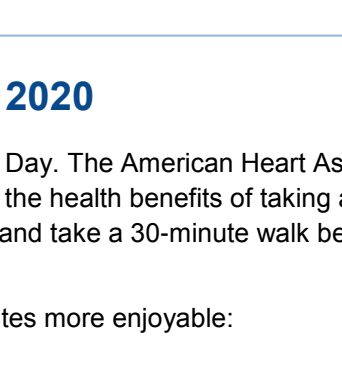 2020
Day. The American Heart As
the health benefits of taking
and take a 30-minute walk be
tes more enjoyable: